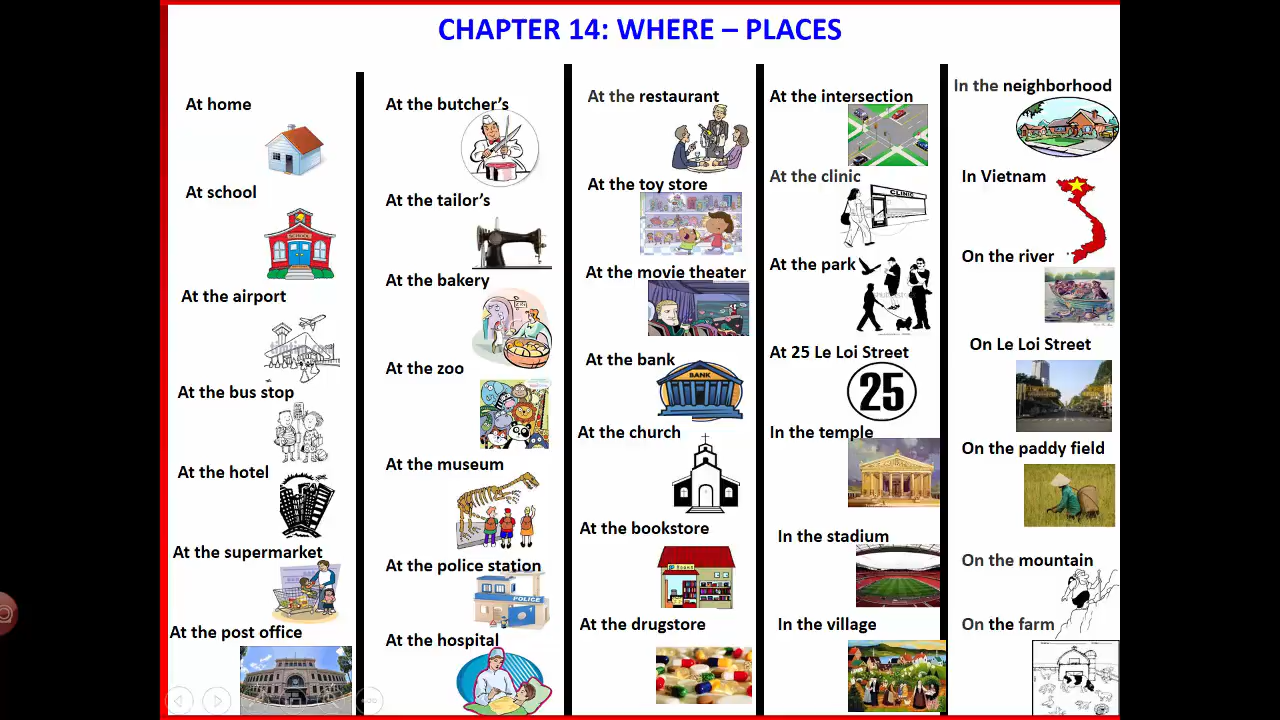 CHAPTER 14: WHERE – PLACES
At home
At school
SCHOOL
At the airport
At the bus stop
At the hotel
At the supermarket
At the post office
At the butcher's
At the tailor's
At the bakery
At the zoo
At the museum
At the police station
POLICE
At the hospital
At the restaurant
At the toy store
At the movie theater
At the bank
BANK
At the church
At the bookstore
At the drugstore
At the intersection
At the clinic
CLINIC
At the park
At 25 Le Loi Street
25
In the temple
In the stadium
In the village
In the neighborhood
In Vietnam
On the river
On Le Loi Street
On the paddy field
On the mountain
On the farm